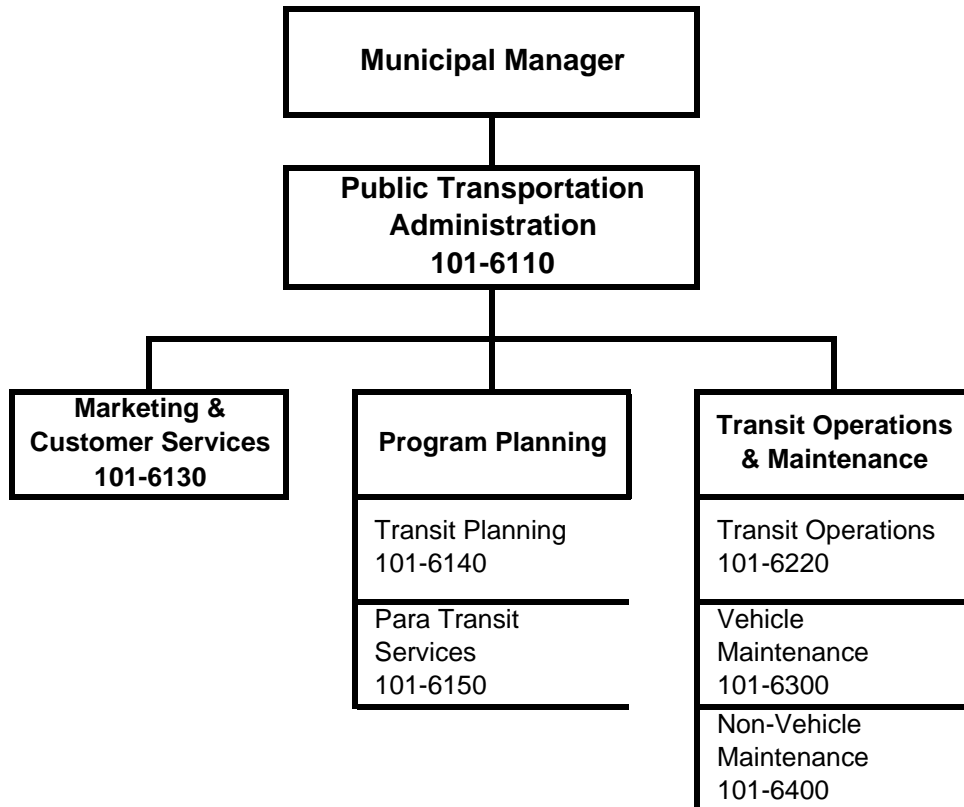 Municipal Manager
Public Transportation
Administration
101-6110
Marketing &
Customer Services
101-6130
Program Planning
Transit Planning
101-6140
Para Transit
Services
101-6150
Transit Operations
& Maintenance
Transit Operations
101-6220
Vehicle
Maintenance
101-6300
Non-Vehicle
Maintenance
101-6400